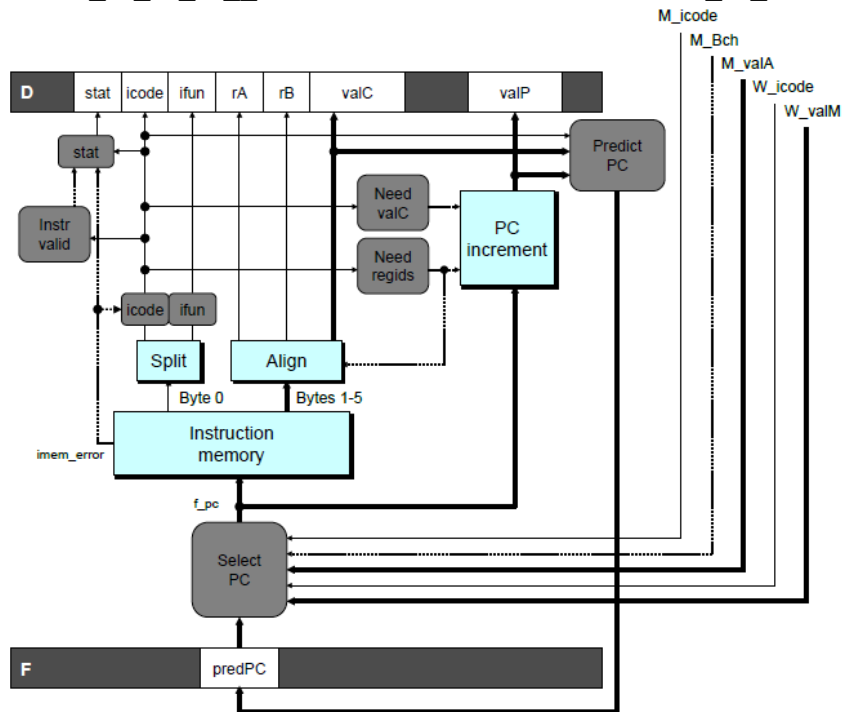 M_icode
M_Bch
M_valA
W_icode
W_valM
D stat icode ifun rA rB valC valP
stat
Predict
PC
Need
valC
Instr
valid
PC
increment
Need
regids
icode ifun
Split
Align
Byte 0
Bytes 1-5
Instruction
memory
imem_error
f_pc
Select
PC
F predPC